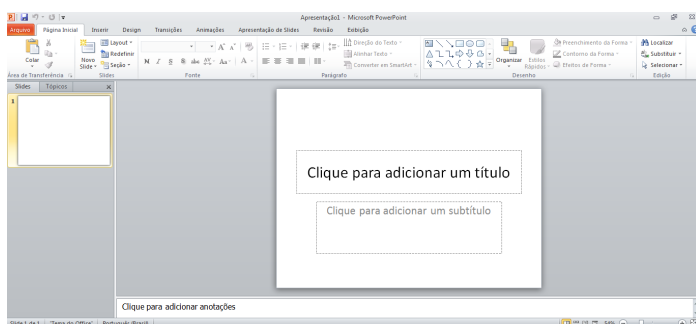 Apresentação1 - Microsoft PowerPoint
Arquivo Página Inicial Inserir Design Transições Animações Apresentação de Slides Revisão Exibição
Colar
Novo Slide
Layout
Redefinir
Seção
N I S S abc AV Aa A
Direção do Texto
Alinhar Texto
Converter em SmartArt
Organizar
Estilos Rápidos
Preenchimento da Forma
Contorno da Forma
Efeitos de Forma
Localizar
Substituir
Selecionar
Área de Transferência Slides Fonte Parágrafo Desenho Edição
Slides Tópicos
1
Clique para adicionar um título
Clique para adicionar um subtítulo
Clique para adicionar anotações
Slide 1 de 1 "Tema do Office" Português (Brasil) 54%